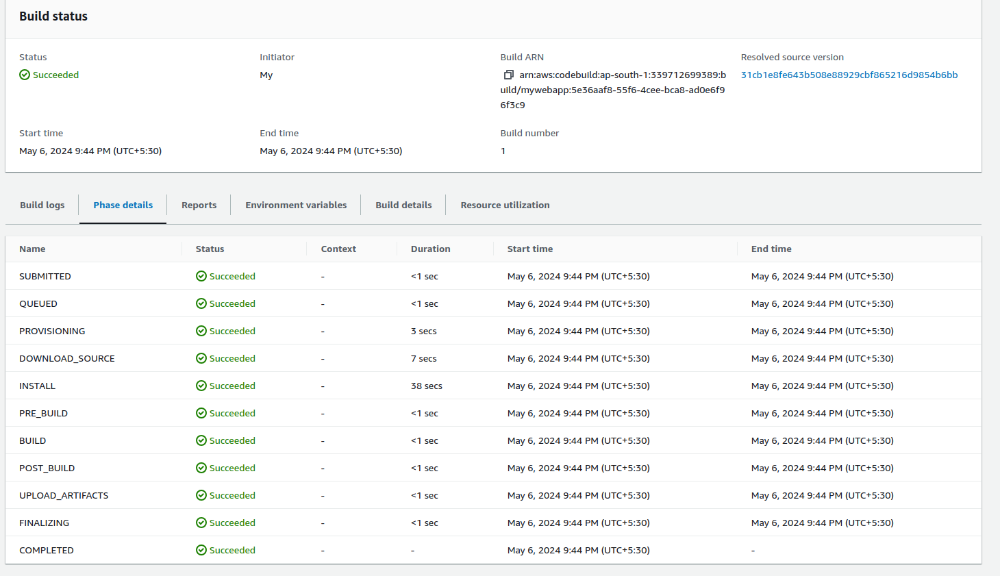 Build status
Status
Initiator
Build ARN
Resolved source version
Succeeded
My
arn:aws:codebuild:ap-south-1:339712699389:b
uild/mywebapp:5e36aaf8-55f6-4cee-bca8-ad0e6f9
6f3c9
31cb1e8fe643b508e88929cbf865216d9854b6bb
Start time
End time
Build number
May 6, 2024 9:44 PM (UTC+5:30)
May 6, 2024 9:44 PM (UTC+5:30)
1
Build logs
Phase details
Reports
Environment variables
Build details
Resource utilization
Name Status Context Duration Start time End time
SUBMITTED Succeeded - <1 sec May 6, 2024 9:44 PM (UTC+5:30) May 6, 2024 9:44 PM (UTC+5:30)
QUEUED Succeeded - <1 sec May 6, 2024 9:44 PM (UTC+5:30) May 6, 2024 9:44 PM (UTC+5:30)
PROVISIONING Succeeded - 3 secs May 6, 2024 9:44 PM (UTC+5:30) May 6, 2024 9:44 PM (UTC+5:30)
DOWNLOAD_SOURCE Succeeded - 7 secs May 6, 2024 9:44 PM (UTC+5:30) May 6, 2024 9:44 PM (UTC+5:30)
INSTALL Succeeded - 38 secs May 6, 2024 9:44 PM (UTC+5:30) May 6, 2024 9:44 PM (UTC+5:30)
PRE_BUILD Succeeded - <1 sec May 6, 2024 9:44 PM (UTC+5:30) May 6, 2024 9:44 PM (UTC+5:30)
BUILD Succeeded - <1 sec May 6, 2024 9:44 PM (UTC+5:30) May 6, 2024 9:44 PM (UTC+5:30)
POST_BUILD Succeeded - <1 sec May 6, 2024 9:44 PM (UTC+5:30) May 6, 2024 9:44 PM (UTC+5:30)
UPLOAD_ARTIFACTS Succeeded - <1 sec May 6, 2024 9:44 PM (UTC+5:30) May 6, 2024 9:44 PM (UTC+5:30)
FINALIZING Succeeded - <1 sec May 6, 2024 9:44 PM (UTC+5:30) May 6, 2024 9:44 PM (UTC+5:30)
COMPLETED Succeeded - - May 6, 2024 9:44 PM (UTC+5:30) -